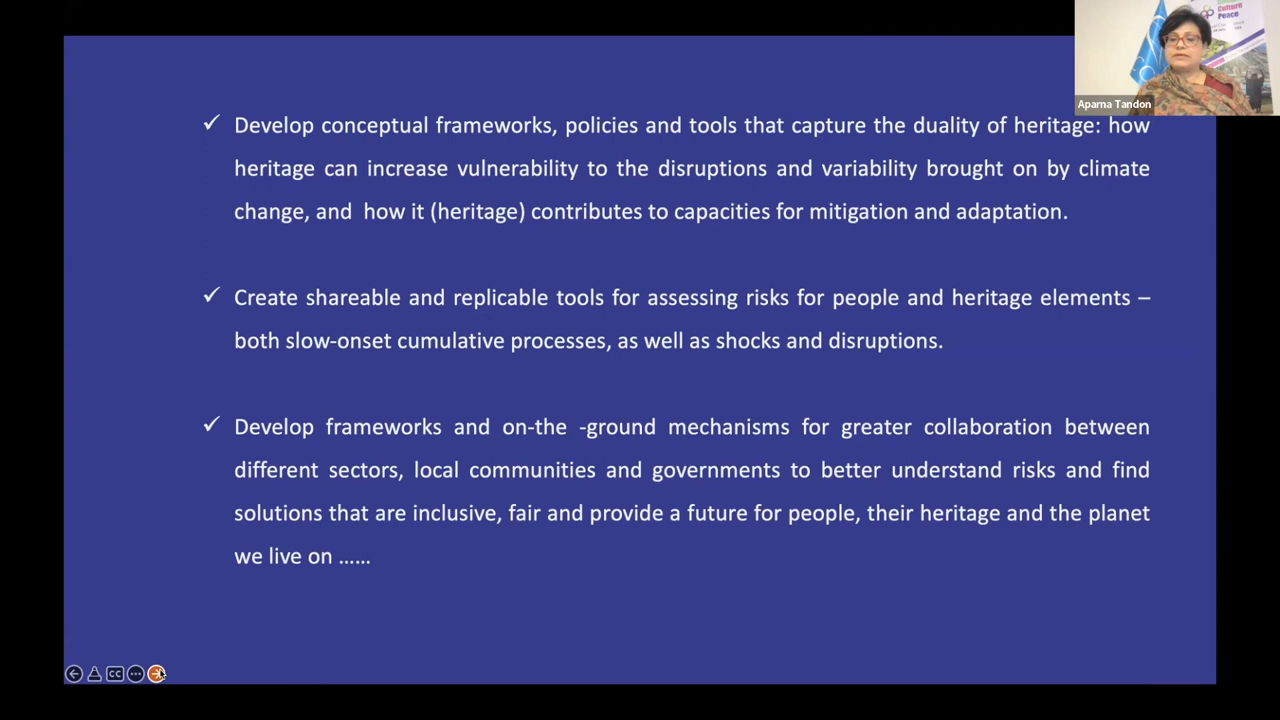 Culture
Peace
Aparna Tandon
✓ Develop conceptual frameworks, policies and tools that capture the duality of heritage: how
heritage can increase vulnerability to the disruptions and variability brought on by climate
change, and how it (heritage) contributes to capacities for mitigation and adaptation.
✓ Create shareable and replicable tools for assessing risks for people and heritage elements –
both slow-onset cumulative processes, as well as shocks and disruptions.
✓ Develop frameworks and on-the -ground mechanisms for greater collaboration between
different sectors, local communities and governments to better understand risks and find
solutions that are inclusive, fair and provide a future for people, their heritage and the planet
we live on ......
CC